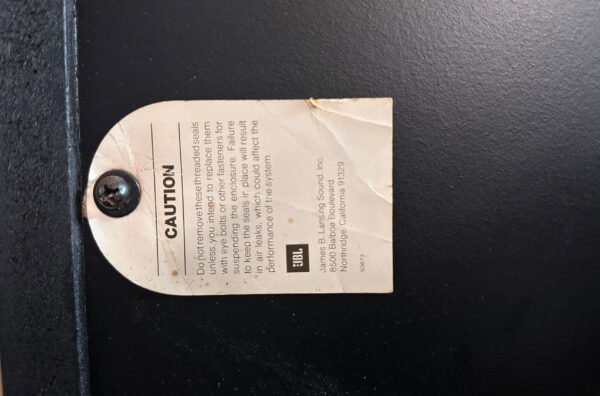 CAUTION
Do not remove these threaded seals
unless you intend to replace them
with eye bolts or other fasteners for
suspending the enclosure. Failure
to keep the seals in place will result
in air leaks, which could affect the
performance of the system
JBL
James B. Lansing Sound, Inc.
8500 Balboa Boulevard
Northridge, California 91329